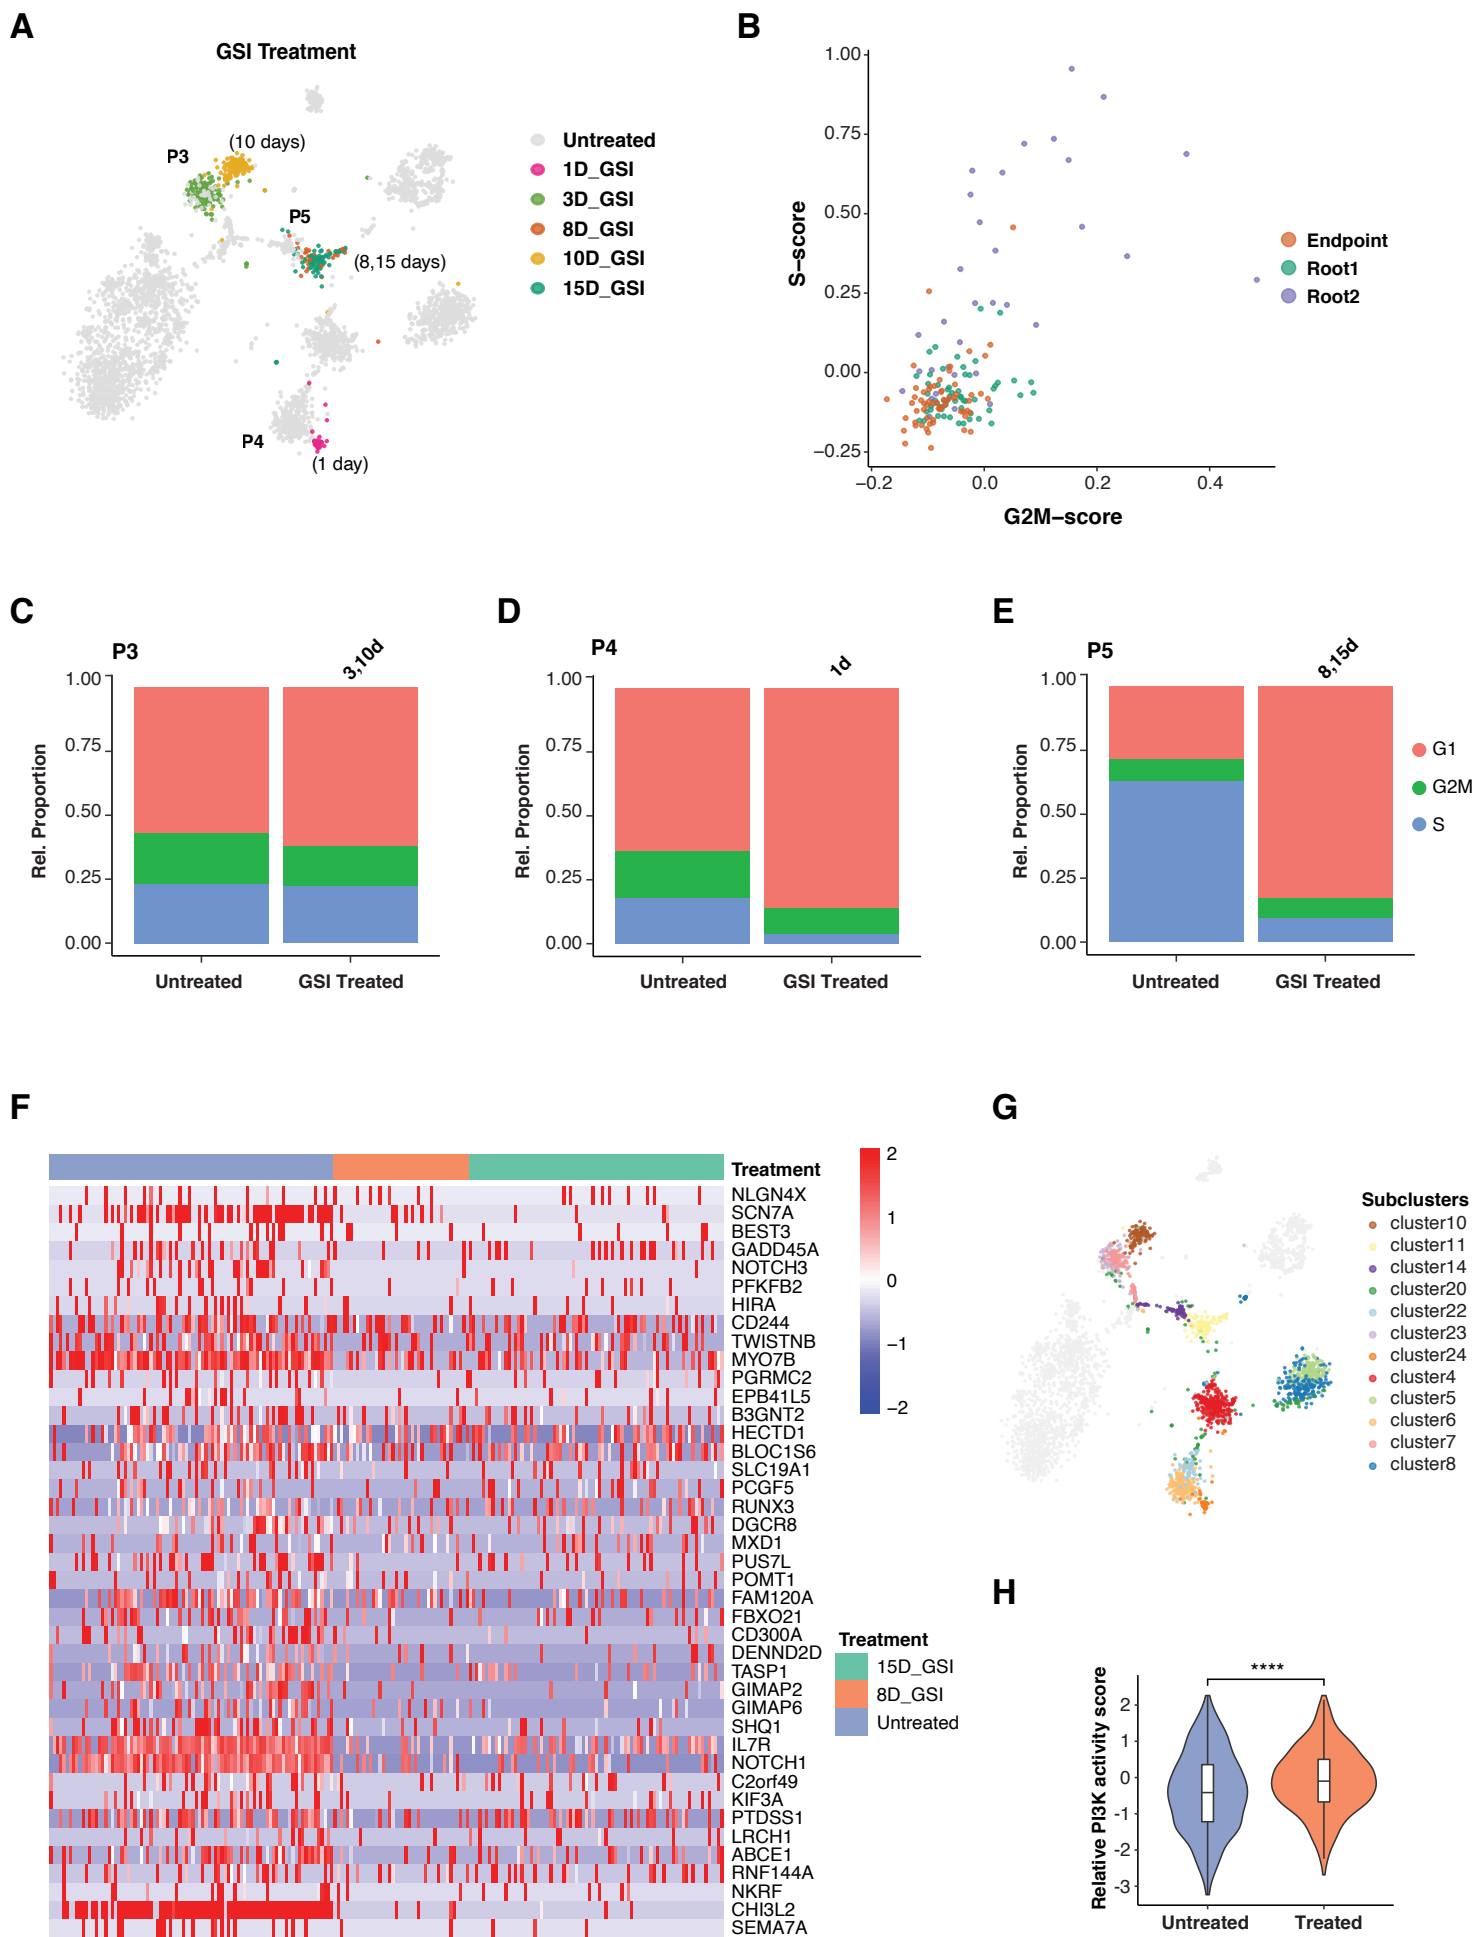 A
GSI Treatment
(10 days)
P3
P5
(8,15 days)
P4
(1 day)
Untreated
1D_GSI
3D_GSI
8D_GSI
10D_GSI
15D_GSI
B
1.00
0.75
0.50
0.25
0.00
−0.25
S−score
−0.2
0.0
0.2
0.4
G2M−score
Endpoint
Root1
Root2
C
P3
3,10d
1.00
0.75
0.50
0.25
0.00
Rel. Proportion
Untreated
GSI Treated
D
P4
1d
1.00
0.75
0.50
0.25
0.00
Rel. Proportion
Untreated
GSI Treated
E
P5
8,15d
1.00
0.75
0.50
0.25
0.00
Rel. Proportion
Untreated
GSI Treated
G1
G2M
S
F
Treatment
NLGN4X
SCN7A
BEST3
GADD45A
NOTCH3
PFKFB2
HIRA
CD244
TWISTNB
MYO7B
PGRMC2
EPB41L5
B3GNT2
HECTD1
BLOC1S6
SLC19A1
PCGF5
RUNX3
DGCR8
MXD1
PUS7L
POMT1
FAM120A
FBXO21
CD300A
DENND2D
TASP1
GIMAP2
GIMAP6
SHQ1
IL7R
NOTCH1
C2orf49
KIF3A
PTDSS1
LRCH1
ABCE1
RNF144A
NKRF
CHI3L2
SEMA7A
2
1
0
−1
−2
Treatment
15D_GSI
8D_GSI
Untreated
G
Subclusters
cluster10
cluster11
cluster14
cluster20
cluster22
cluster23
cluster24
cluster4
cluster5
cluster6
cluster7
cluster8
H
****
2
1
0
-1
-2
-3
Relative PI3K activity score
Untreated
Treated